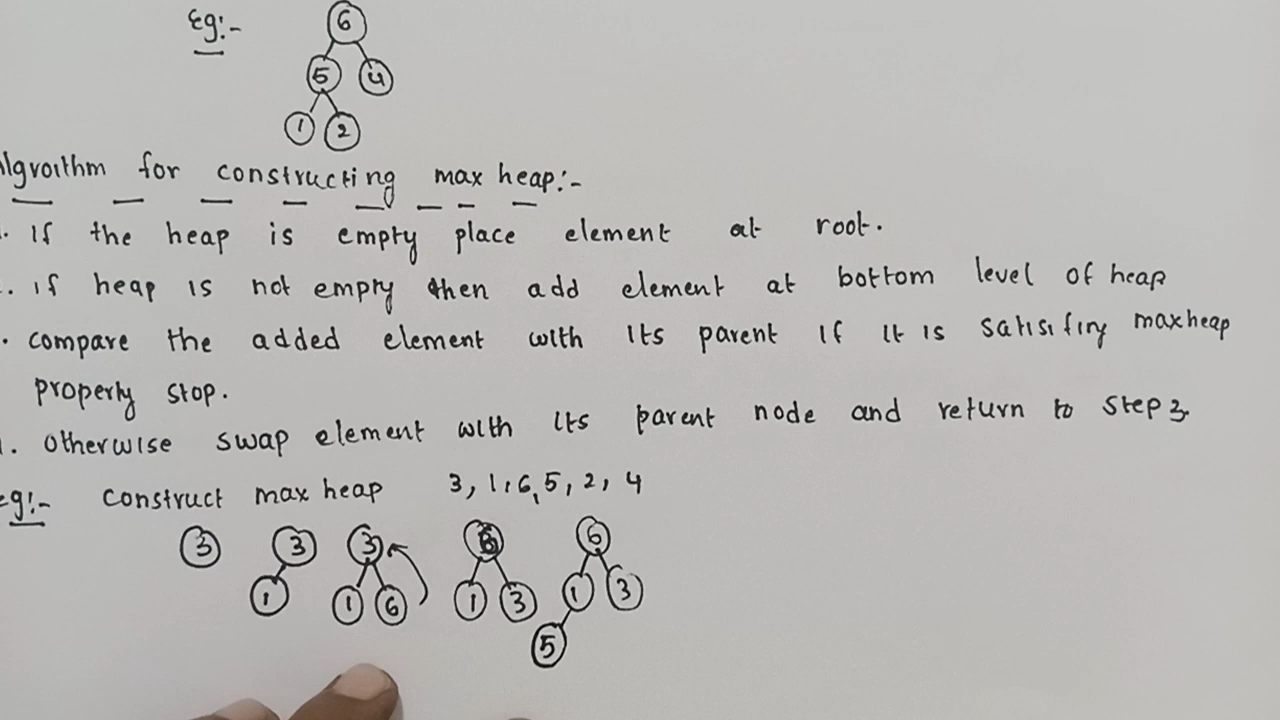 Eg:-
6
5 4
1 2
Algroithm for constructing max heap:-
. If the heap is empty place element at root.
. if heap is not empty then add element at bottom level of heap
. compare the added element with its parent if it is satisifiny maxheap
property stop.
. otherwise swap element with its parent node and return to step 3.
eg:- construct max heap 3, 1, 6, 5, 2, 4
3 3 3 6 6
1 1 6 1 3 1 3
5